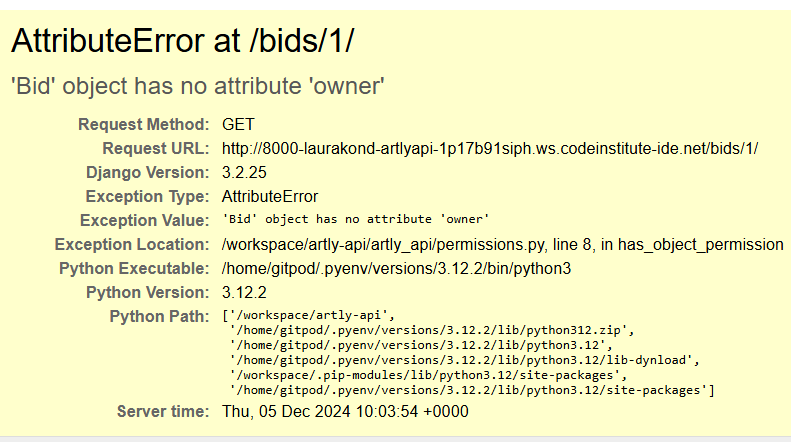 AttributeError at /bids/1/
'Bid' object has no attribute 'owner'
Request Method: GET
Request URL: http://8000-laurakond-artlyapi-1p17b91siph.ws.codeinstitute-ide.net/bids/1/
Django Version: 3.2.25
Exception Type: AttributeError
Exception Value: 'Bid' object has no attribute 'owner'
Exception Location: /workspace/artly-api/artly_api/permissions.py, line 8, in has_object_permission
Python Executable: /home/gitpod/.pyenv/versions/3.12.2/bin/python3
Python Version: 3.12.2
Python Path: ['/workspace/artly-api',
'/home/gitpod/.pyenv/versions/3.12.2/lib/python312.zip',
'/home/gitpod/.pyenv/versions/3.12.2/lib/python3.12',
'/home/gitpod/.pyenv/versions/3.12.2/lib/python3.12/lib-dynload',
'/workspace/.pip-modules/lib/python3.12/site-packages',
'/home/gitpod/.pyenv/versions/3.12.2/lib/python3.12/site-packages']
Server time: Thu, 05 Dec 2024 10:03:54 +0000